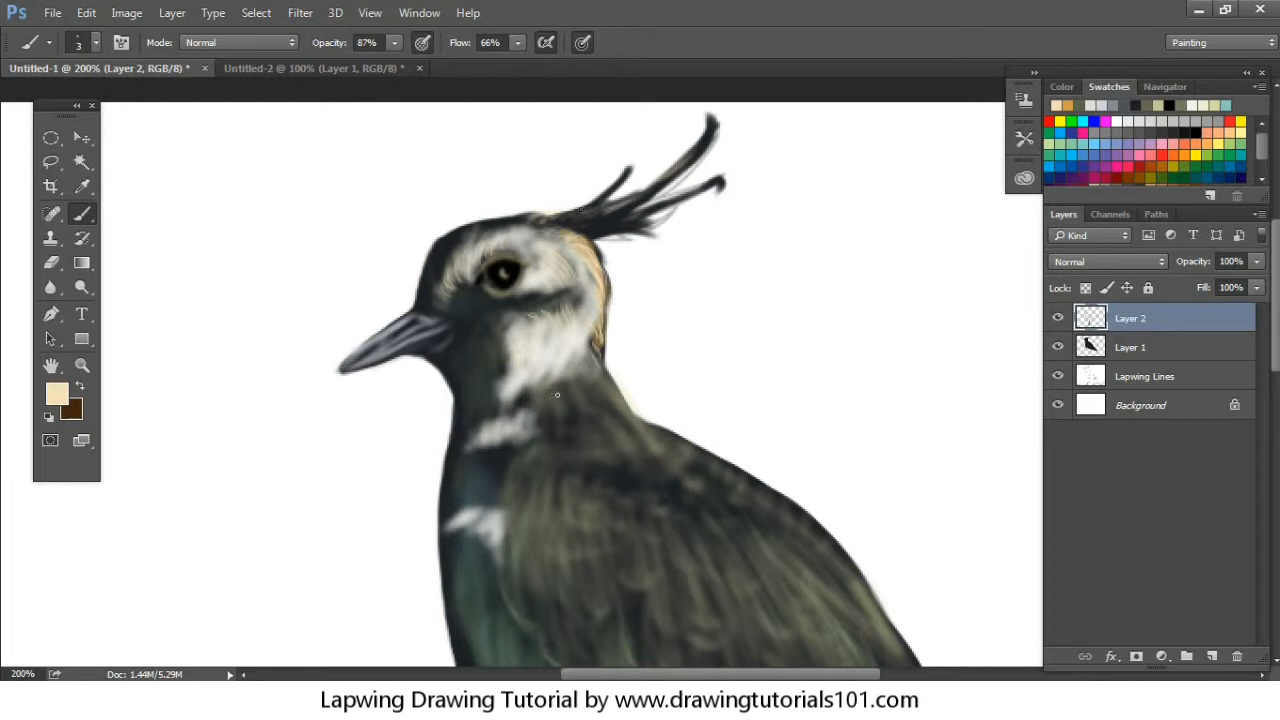 Ps File Edit Image Layer Type Select Filter 3D View Window Help
3 Mode: Normal Opacity: 87% Flow: 66% Painting
Untitled-1 @ 200% (Layer 2, RGB/8) * × Untitled-2 @ 100% (Layer 1, RGB/8) * ×
Color Swatches Navigator
Layers Channels Paths
Kind
Normal Opacity: 100%
Lock: Fill: 100%
Layer 2
Layer 1
Lapwing Lines
Background
200% Doc: 1.44M/5.29M
Lapwing Drawing Tutorial by www.drawingtutorials101.com